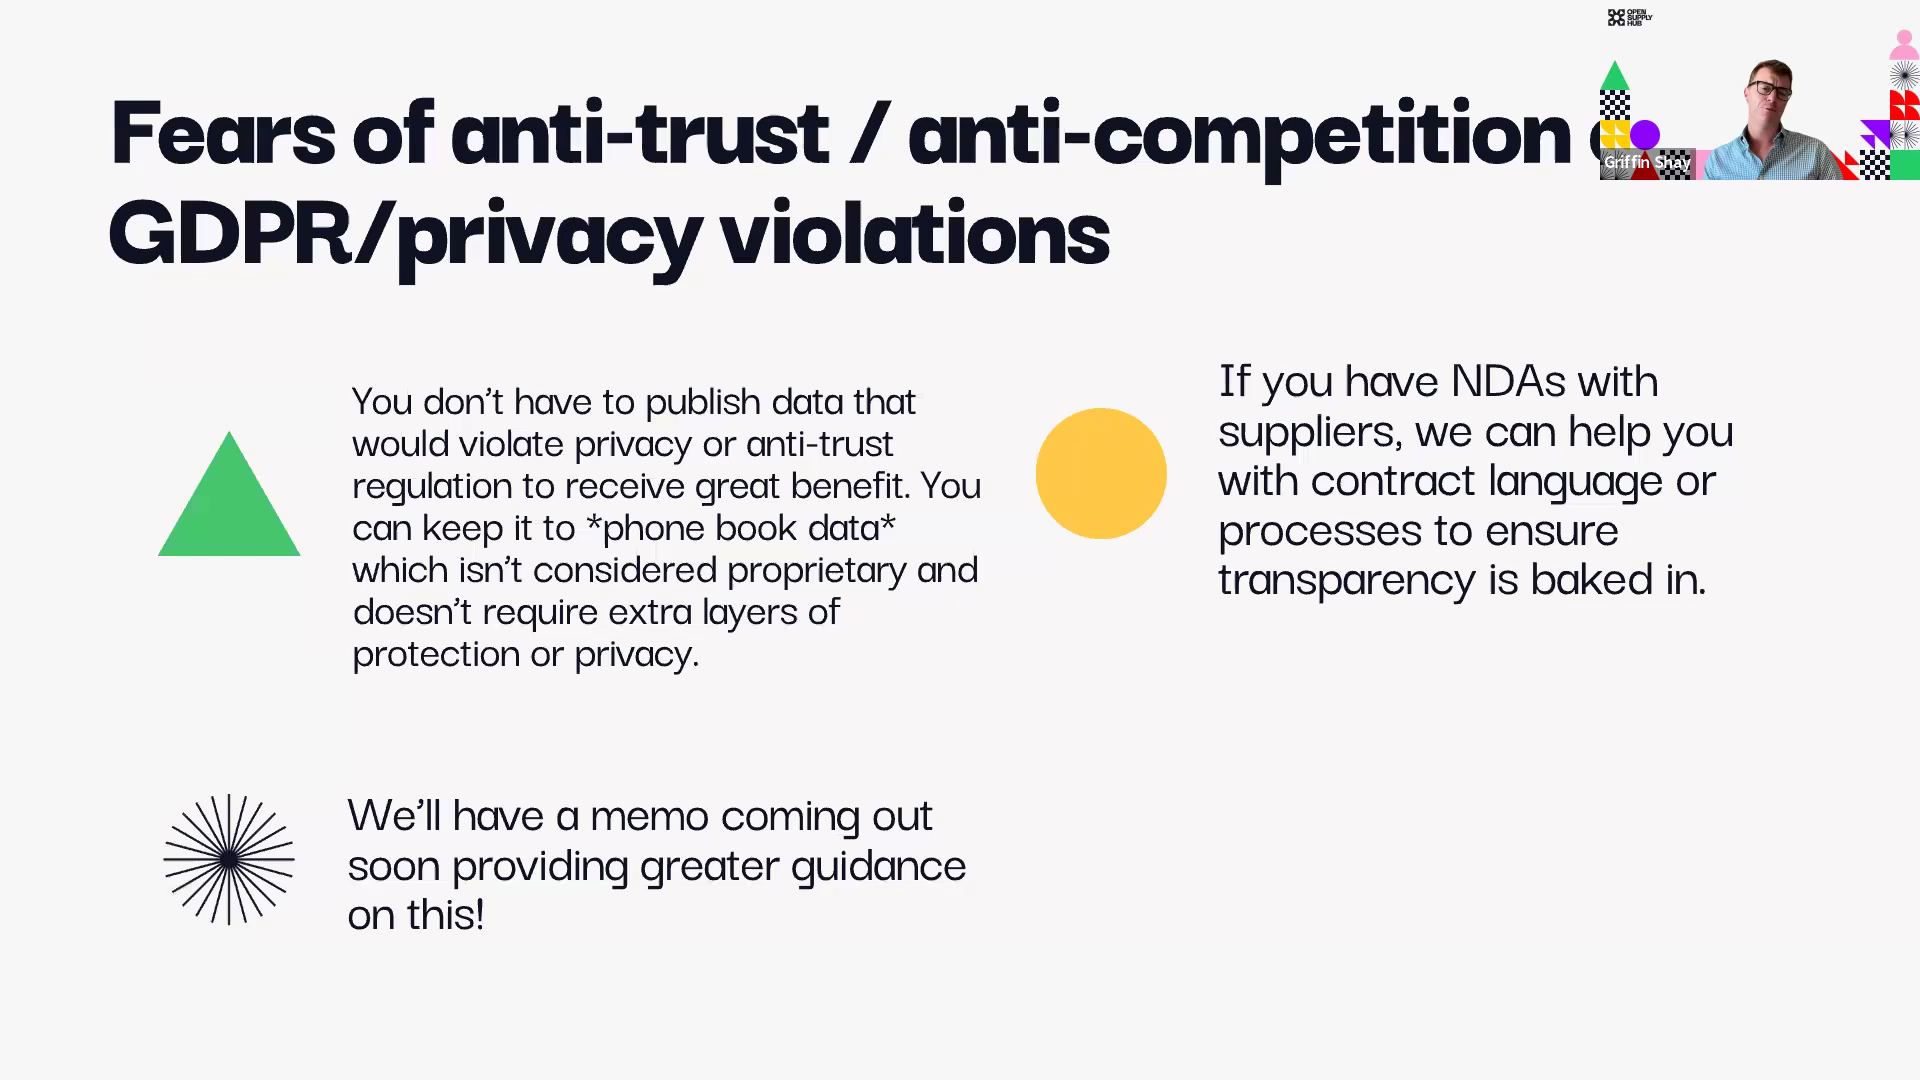 OPEN
SUPPLY
HUB
Fears of anti-trust / anti-competition
GDPR/privacy violations
Griffin Shay
You don't have to publish data that
would violate privacy or anti-trust
regulation to receive great benefit. You
can keep it to *phone book data*
which isn't considered proprietary and
doesn't require extra layers of
protection or privacy.
If you have NDAs with
suppliers, we can help you
with contract language or
processes to ensure
transparency is baked in.
We'll have a memo coming out
soon providing greater guidance
on this!